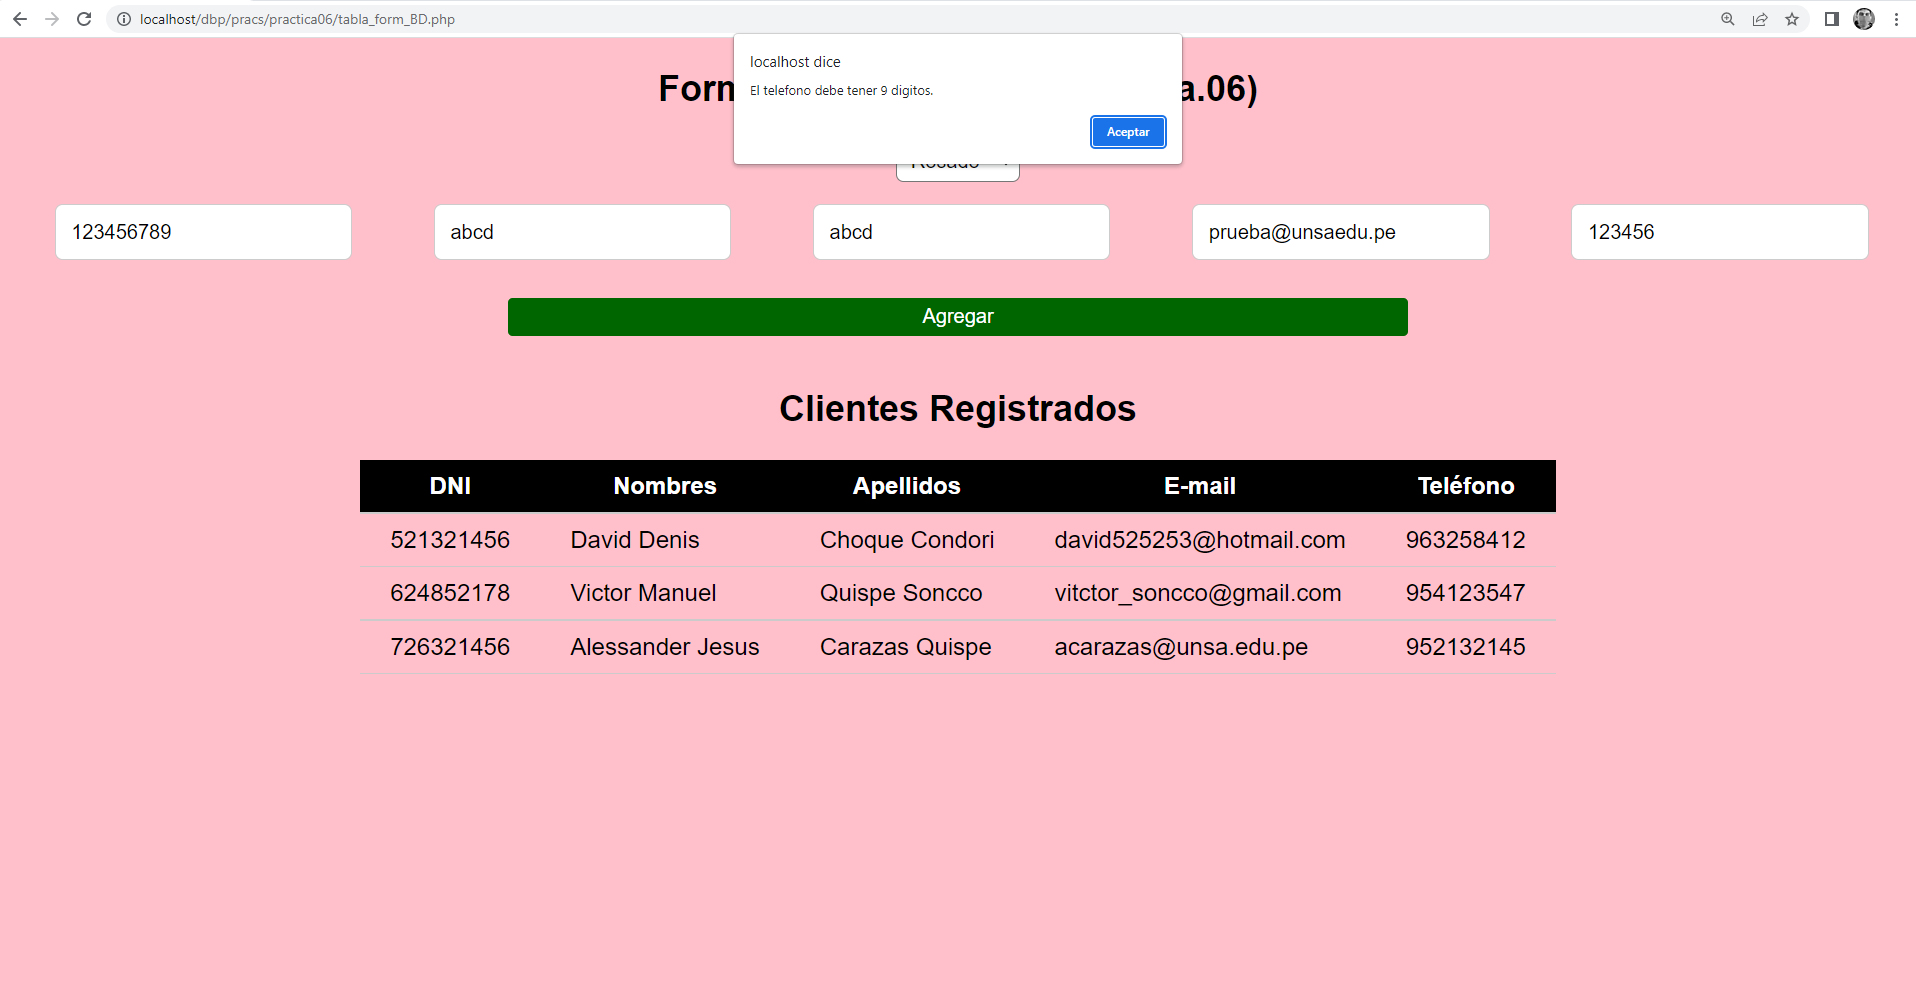 localhost/dbp/pracs/practica06/tabla_form_BD.php
localhost dice
El telefono debe tener 9 digitos.
Aceptar
a.06)
123456789 abcd abcd prueba@unsaedu.pe 123456
Agregar
Clientes Registrados
DNI Nombres Apellidos E-mail Teléfono
521321456 David Denis Choque Condori david525253@hotmail.com 963258412
624852178 Victor Manuel Quispe Soncco vitctor_soncco@gmail.com 954123547
726321456 Alessander Jesus Carazas Quispe acarazas@unsa.edu.pe 952132145